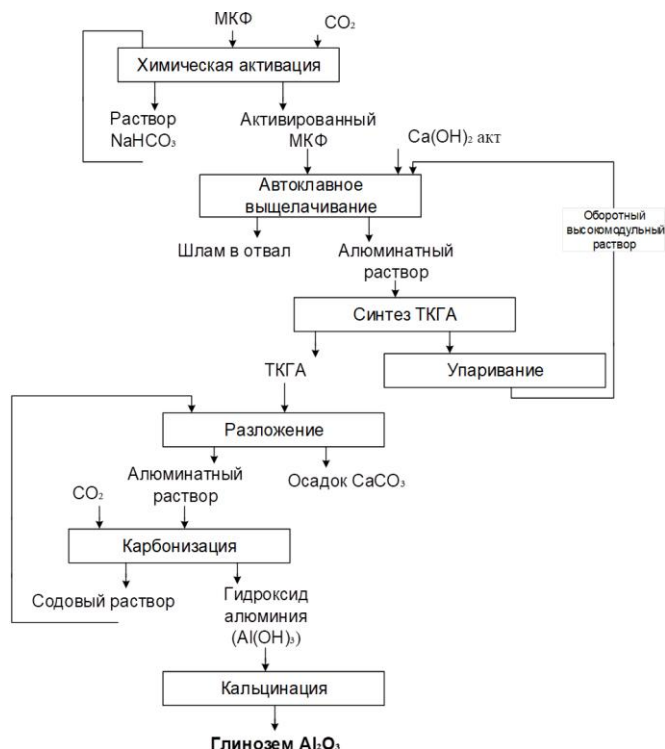 МКФ
CO₂
Химическая активация
Раствор
NaHCO₃
Активированный
МКФ
Ca(OH)₂ акт
Автоклавное
выщелачивание
Оборотный
высокомодульный
раствор
Шлам в отвал
Алюминатный
раствор
Синтез ТКГА
ТКГА
Упаривание
Разложение
Алюминатный
раствор
Осадок CaCO₃
CO₂
Карбонизация
Содовый раствор
Гидроксид
алюминия
(Al(OH)₃)
Кальцинация
Глинозем Al₂O₃